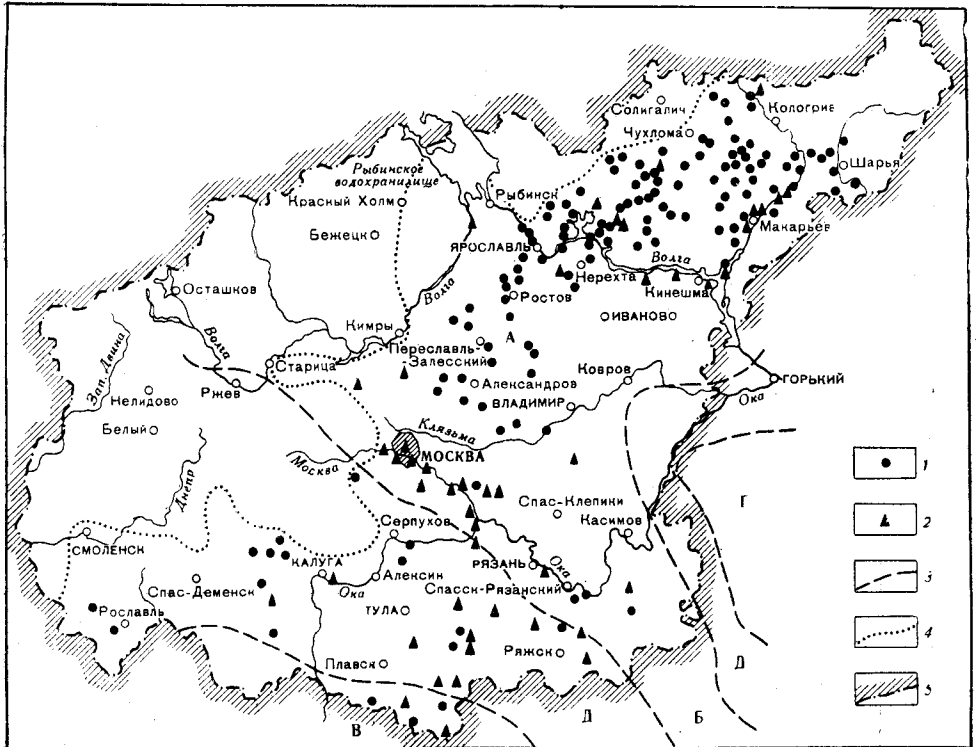 Солигалич
Кологрив
Чухлома
Шарья
Рыбинское
водохранилище
Рыбинск
Красный Холм
Макарьев
Бежецк
ЯРОСЛАВЛЬ
Волга
Нерехта
Кинешма
Осташков
Волга
Ростов
ИВАНОВО
Кимры
А
Зап. Двина
Волга
Старица
Переславль-
Залесский
Ковров
ГОРЬКИЙ
Ржев
Александров
Нелидово
ВЛАДИМИР
Ока
Белый
Клязьма
Москва
МОСКВА
1
Днепр
Г
Спас-Клепики
2
Серпухов
Касимов
СМОЛЕНСК
КАЛУГА
РЯЗАНЬ
Ока
3
Спас-Деменск
Ока
Алексин
Спасск-Рязанский
Рославль
ТУЛА
4
Плавск
Ряжск
Д
5
В
Д
Б